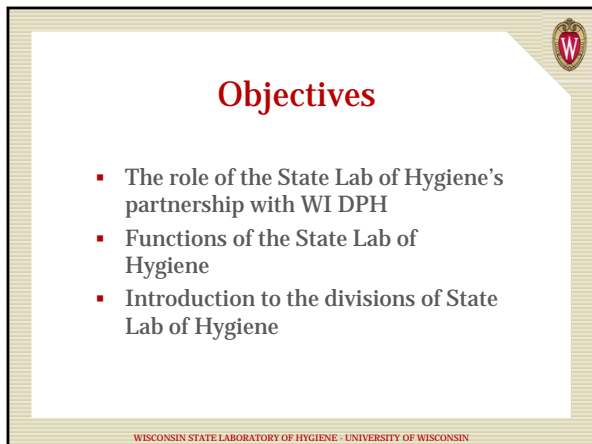 W
Objectives
▪ The role of the State Lab of Hygiene's
partnership with WI DPH
▪ Functions of the State Lab of
Hygiene
▪ Introduction to the divisions of State
Lab of Hygiene
WISCONSIN STATE LABORATORY OF HYGIENE - UNIVERSITY OF WISCONSIN